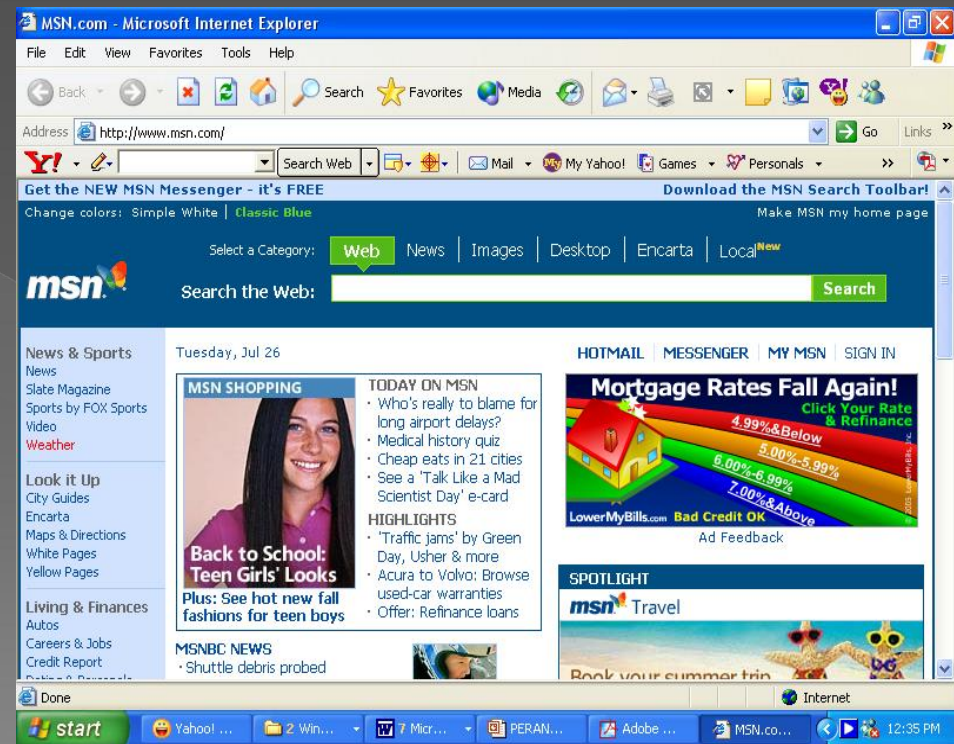 MSN.com - Microsoft Internet Explorer
File Edit View Favorites Tools Help
Back Search Favorites Media
Address http://www.msn.com/ Go Links »
Y! Search Web Mail My Yahoo! Games Personals »
Get the NEW MSN Messenger - it's FREE Download the MSN Search Toolbar!
Change colors: Simple White | Classic Blue Make MSN my home page
Select a Category: Web News Images Desktop Encarta Local New
msn
Search the Web: Search
News & Sports
News
Slate Magazine
Sports by FOX Sports
Video
Weather
Look it Up
City Guides
Encarta
Maps & Directions
White Pages
Yellow Pages
Living & Finances
Autos
Careers & Jobs
Credit Report
Tuesday, Jul 26
HOTMAIL MESSENGER MY MSN SIGN IN
MSN SHOPPING
Back to School:
Teen Girls' Looks
Plus: See hot new fall
fashions for teen boys
TODAY ON MSN
· Who's really to blame for
long airport delays?
· Medical history quiz
· Cheap eats in 21 cities
· See a 'Talk Like a Mad
Scientist Day' e-card
HIGHLIGHTS
· 'Traffic jams' by Green
Day, Usher & more
· Acura to Volvo: Browse
used-car warranties
· Offer: Refinance loans
MSNBC NEWS
· Shuttle debris probed
Mortgage Rates Fall Again!
Click Your Rate
& Refinance
4.99%&Below
5.00%-5.99%
6.00%-6.99%
7.00%&Above
LowerMyBills.com Bad Credit OK
© 2005 LowerMyBills, Inc.
Ad Feedback
SPOTLIGHT
msn Travel
Book your summer trip
Done Internet
start Yahoo! ... 2 Win... 7 Micr... PERAN... Adobe ... MSN.co... 12:35 PM